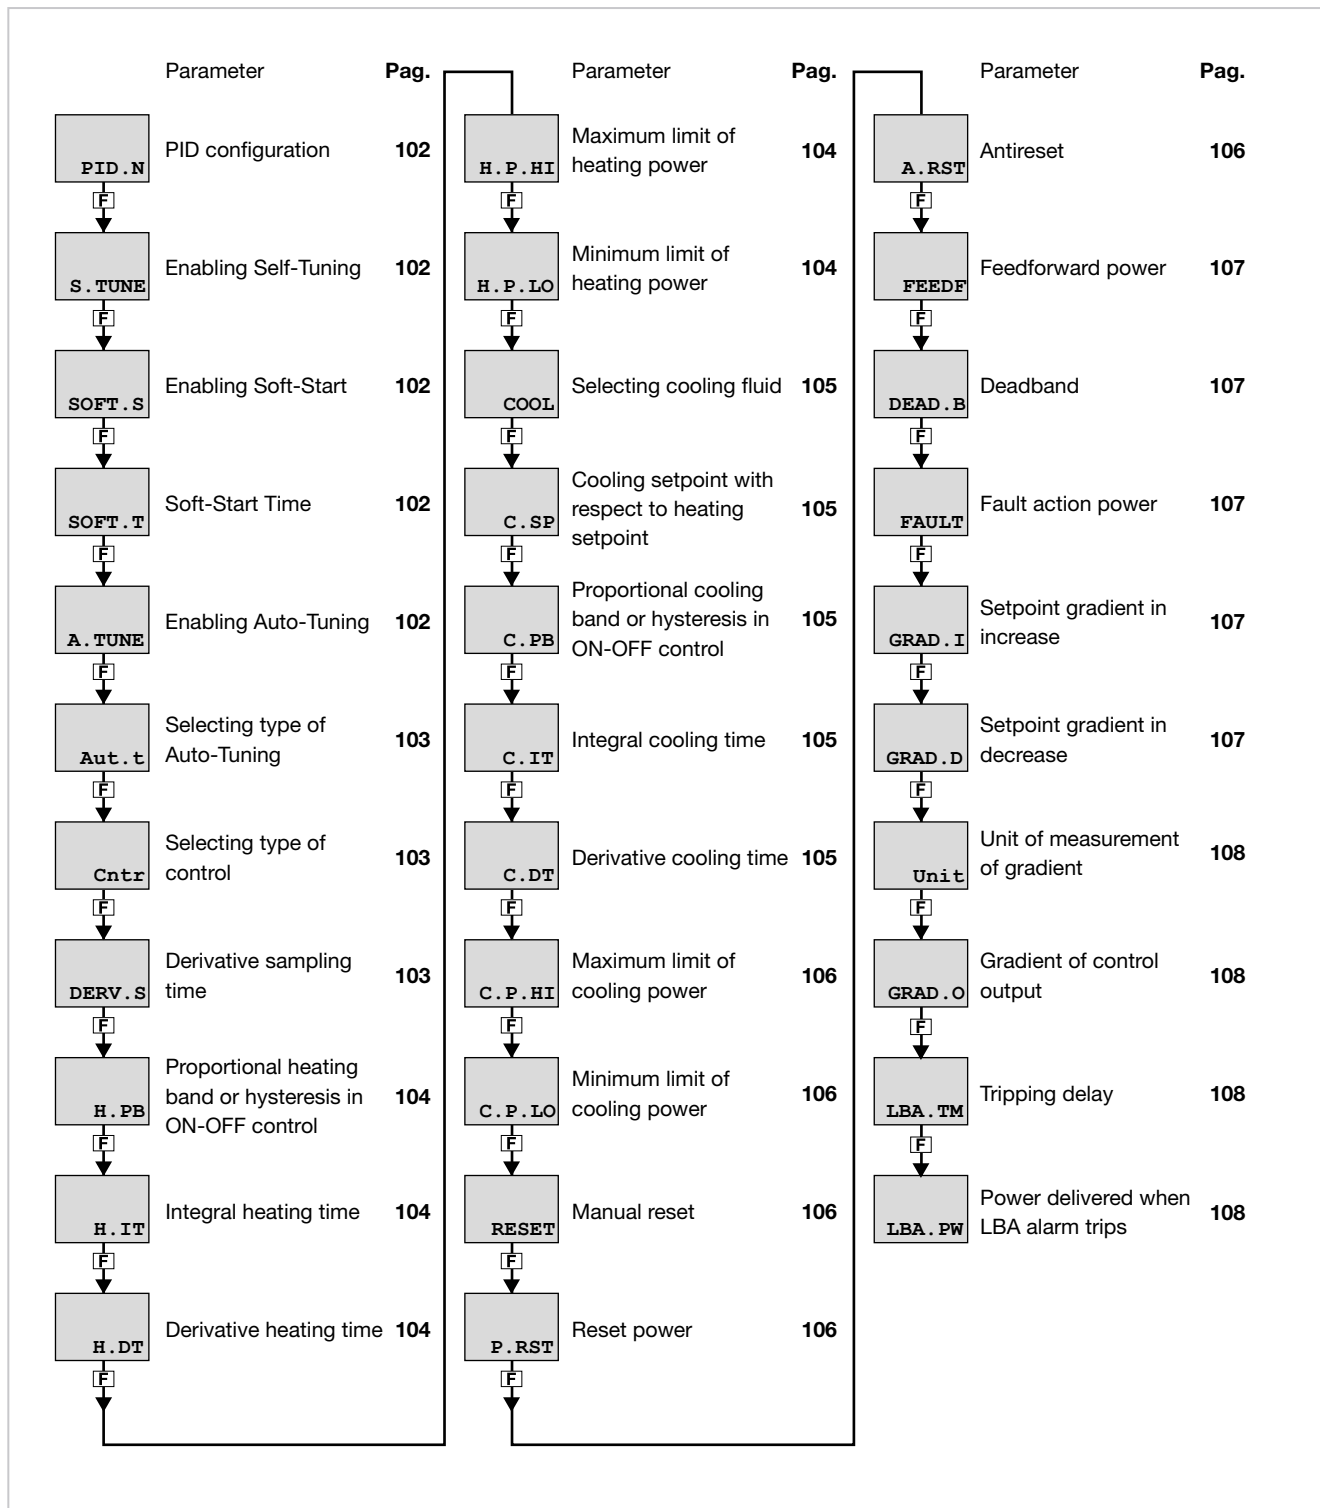 Parameter Pag.
PID.N PID configuration 102
F
S.TUNE Enabling Self-Tuning 102
F
SOFT.S Enabling Soft-Start 102
F
SOFT.T Soft-Start Time 102
F
A.TUNE Enabling Auto-Tuning 102
F
Selecting type of
Aut.t Auto-Tuning 103
F
Selecting type of
Cntr control 103
F
Derivative sampling
DERV.S time 103
F
Proportional heating
band or hysteresis in 104
H.PB ON-OFF control
F
H.IT Integral heating time 104
F
H.DT Derivative heating time 104
F
Parameter Pag.
Maximum limit of
H.P.HI heating power 104
F
Minimum limit of
H.P.LO heating power 104
F
COOL Selecting cooling fluid 105
F
Cooling setpoint with
respect to heating 105
C.SP setpoint
F
Proportional cooling
band or hysteresis in 105
C.PB ON-OFF control
F
C.IT Integral cooling time 105
F
C.DT Derivative cooling time 105
F
Maximum limit of
C.P.HI cooling power 106
F
Minimum limit of
C.P.LO cooling power 106
F
RESET Manual reset 106
F
P.RST Reset power 106
F
Parameter Pag.
A.RST Antireset 106
F
FEEDF Feedforward power 107
F
DEAD.B Deadband 107
F
FAULT Fault action power 107
F
Setpoint gradient in
GRAD.I increase 107
F
Setpoint gradient in
GRAD.D decrease 107
F
Unit of measurement
Unit of gradient 108
F
Gradient of control
GRAD.O output 108
F
LBA.TM Tripping delay 108
F
Power delivered when
LBA.PW LBA alarm trips 108